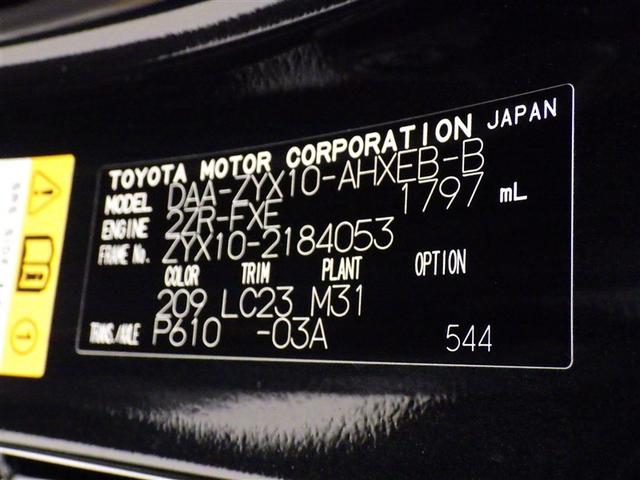 TOYOTA MOTOR CORPORATION JAPAN
MODEL DAA-ZYX10-AHXEB-B
ENGINE 2ZR-FXE 1797 mL
FRAME No. ZYX10-2184053
COLOR TRIM PLANT OPTION
209 LC23 M31
TRANS./AXLE P610 -03A 544